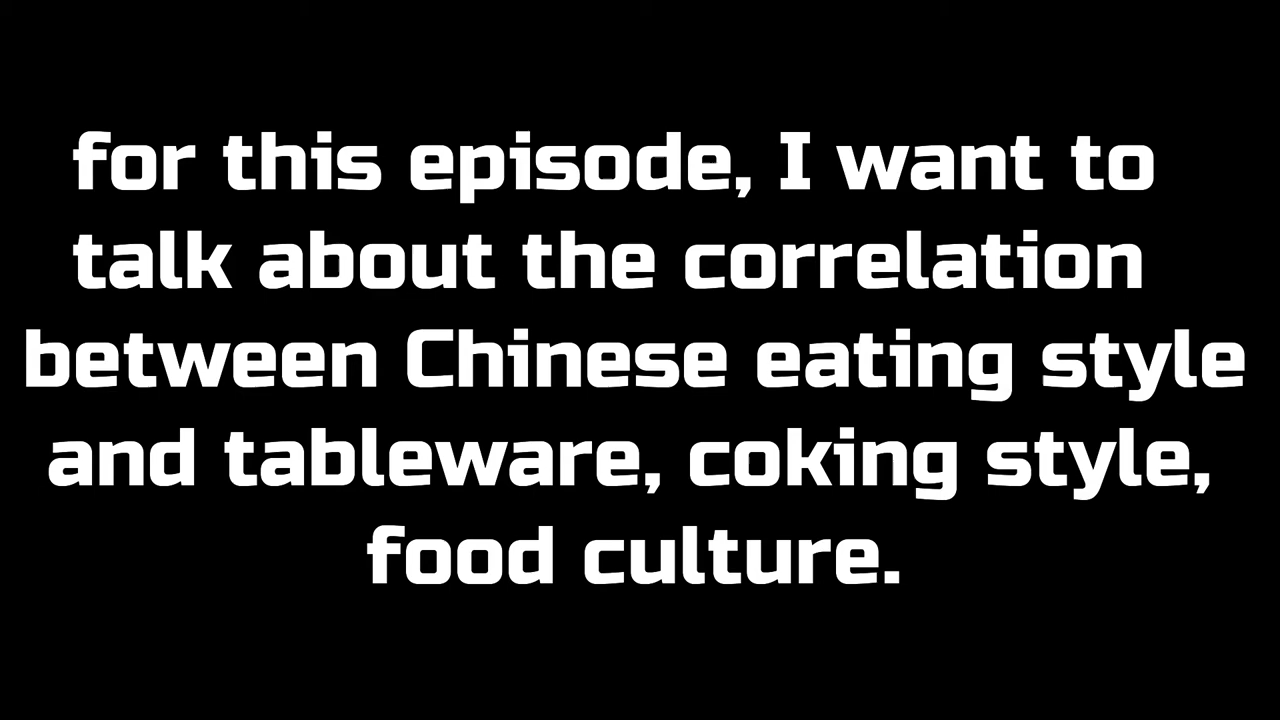 for this episode, I want to
talk about the correlation
between Chinese eating style
and tableware, coking style,
food culture.